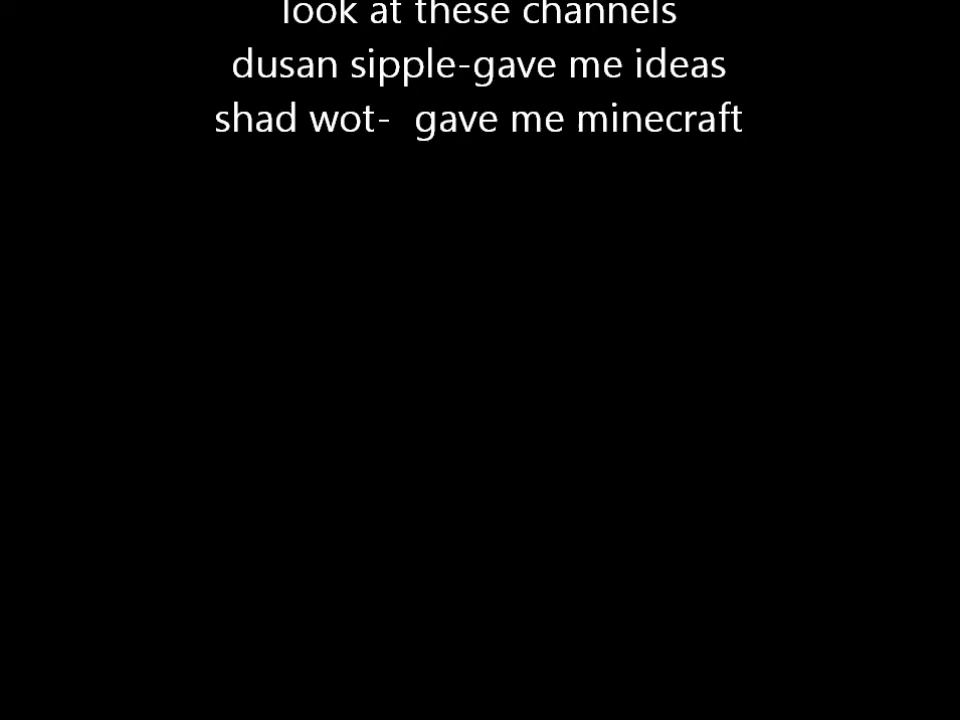 look at these channels
dusan sipple-gave me ideas
shad wot-  gave me minecraft